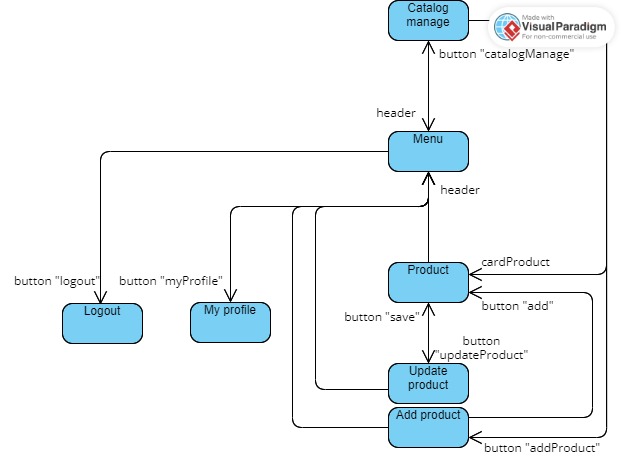 Catalog
manage
Made with
Visual Paradigm
For non-commercial use
button "catalogManage"
header
Menu
header
cardProduct
Product
button "logout"
button "myProfile"
button "add"
Logout
My profile
button "save"
button
"updateProduct"
Update
product
Add product
button "addProduct"